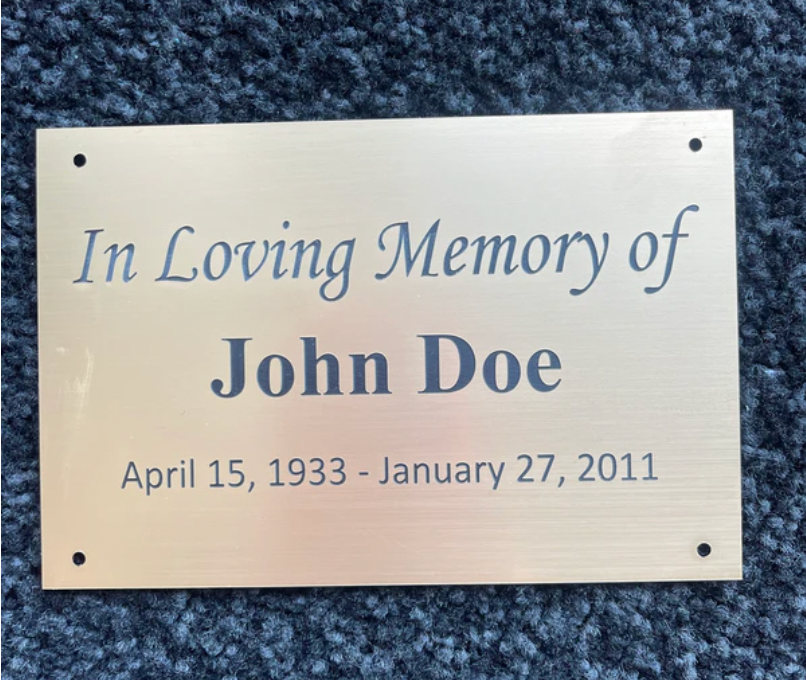 In Loving Memory of
John Doe
April 15, 1933 - January 27, 2011